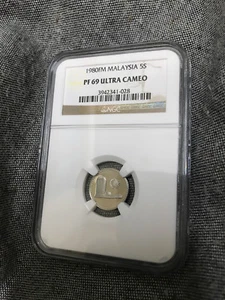 1980FM MALAYSIA 5S
PF 69 ULTRA CAMEO
3942341-028
NGC